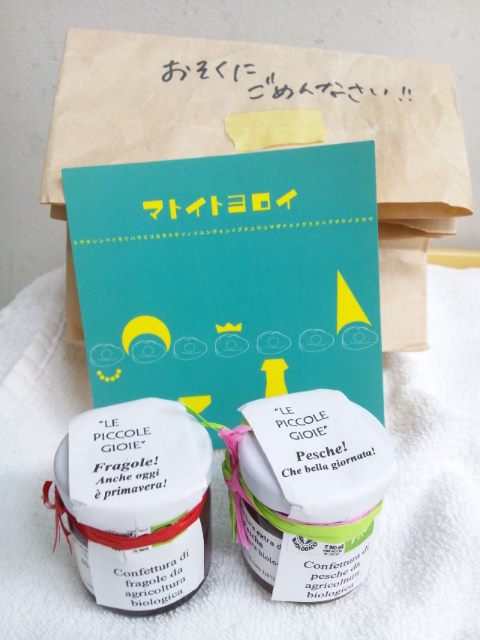 おそくに
ごめんなさい!!
マトイトヨロイ
"LE
PICCOLE
GIOIE"
Fragole!
Anche oggi
è primavera!
Confettura di
fragole da
agricoltura
biologica
"LE
PICCOLE
GIOIE"
Pesche!
Che bella giornata!
BIOLOGICO
Confettura di
pesche da
agricoltura
biologica